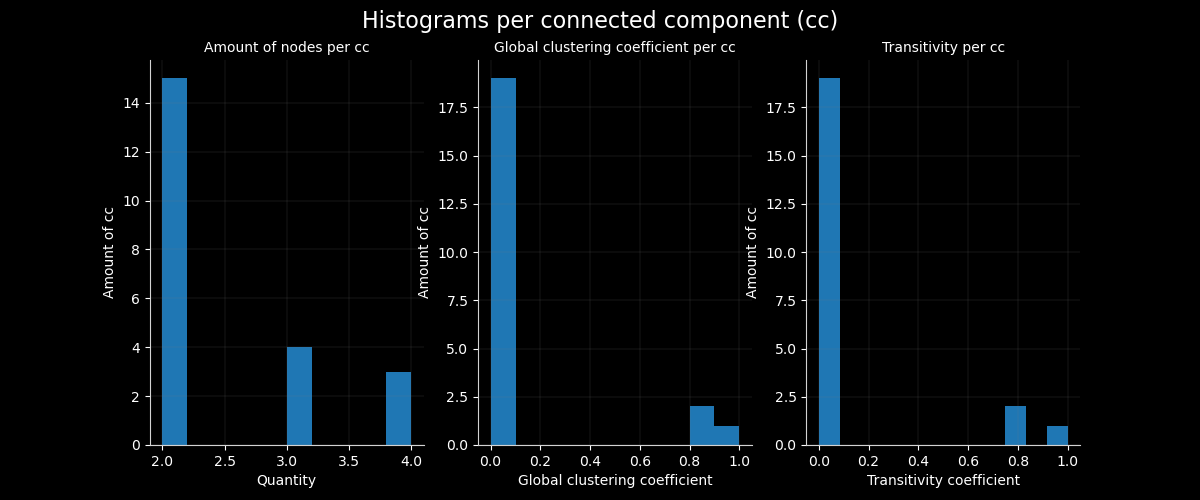 Histograms per connected component (cc)
Amount of nodes per cc
Amount of cc
14
12
10
8
6
4
2
0
2.0 2.5 3.0 3.5 4.0
Quantity
Global clustering coefficient per cc
Amount of cc
17.5
15.0
12.5
10.0
7.5
5.0
2.5
0.0
0.0 0.2 0.4 0.6 0.8 1.0
Global clustering coefficient
Transitivity per cc
Amount of cc
17.5
15.0
12.5
10.0
7.5
5.0
2.5
0.0
0.0 0.2 0.4 0.6 0.8 1.0
Transitivity coefficient